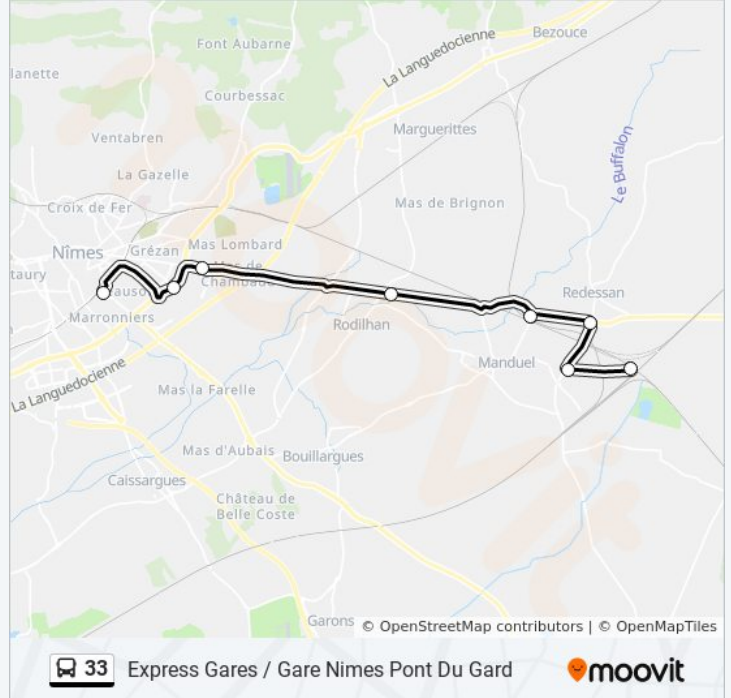 Bezouce
La Languedocienne
Font Aubarne
lanette
Courbessac
Marguerittes
Ventabren
Le Buffalon
La Gazelle
Croix de Fer
Mas de Brignon
Nîmes
Grézan
Mas Lombard
taury
Mas de
Chambaud
Redessan
Marronniers
Rodilhan
Manduel
La Languedocienne
Mas la Farelle
Mas d'Aubais
Bouillargues
Caissargues
Château de
Belle Coste
Garons
© OpenStreetMap contributors | © OpenMapTiles
33 Express Gares / Gare Nimes Pont Du Gard
moovit